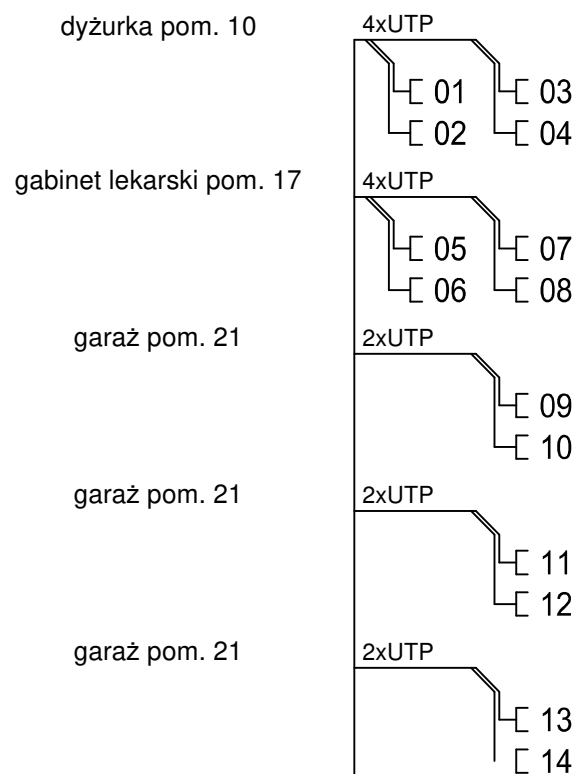 dyżurka pom. 10 4xUTP
01 03
02 04
gabinet lekarski pom. 17 4xUTP
05 07
06 08
garaż pom. 21 2xUTP
09
10
garaż pom. 21 2xUTP
11
12
garaż pom. 21 2xUTP
13
14